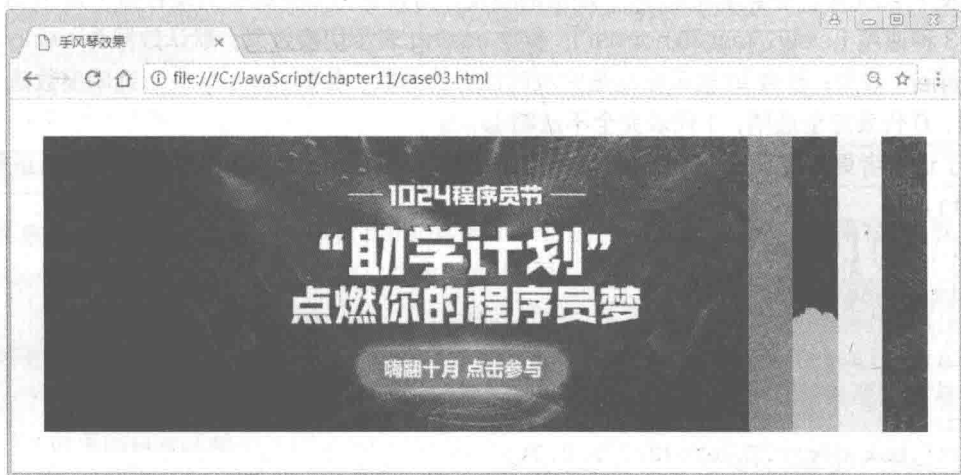 手风琴效果
file:///C:/JavaScript/chapter11/case03.html
1024程序员节
“助学计划”
点燃你的程序员梦
嗨翻十月 点击参与